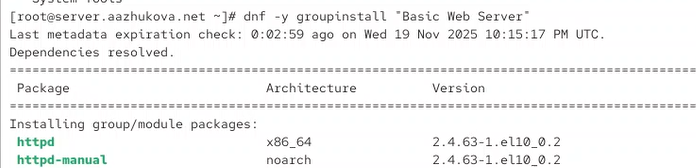 [root@server.aazhukova.net ~]# dnf -y groupinstall "Basic Web Server"
Last metadata expiration check: 0:02:59 ago on Wed 19 Nov 2025 10:15:17 PM UTC.
Dependencies resolved.
================================================================================
Package Architecture Version
================================================================================
Installing group/module packages:
httpd x86_64 2.4.63-1.el10_0.2
httpd-manual noarch 2.4.63-1.el10_0.2